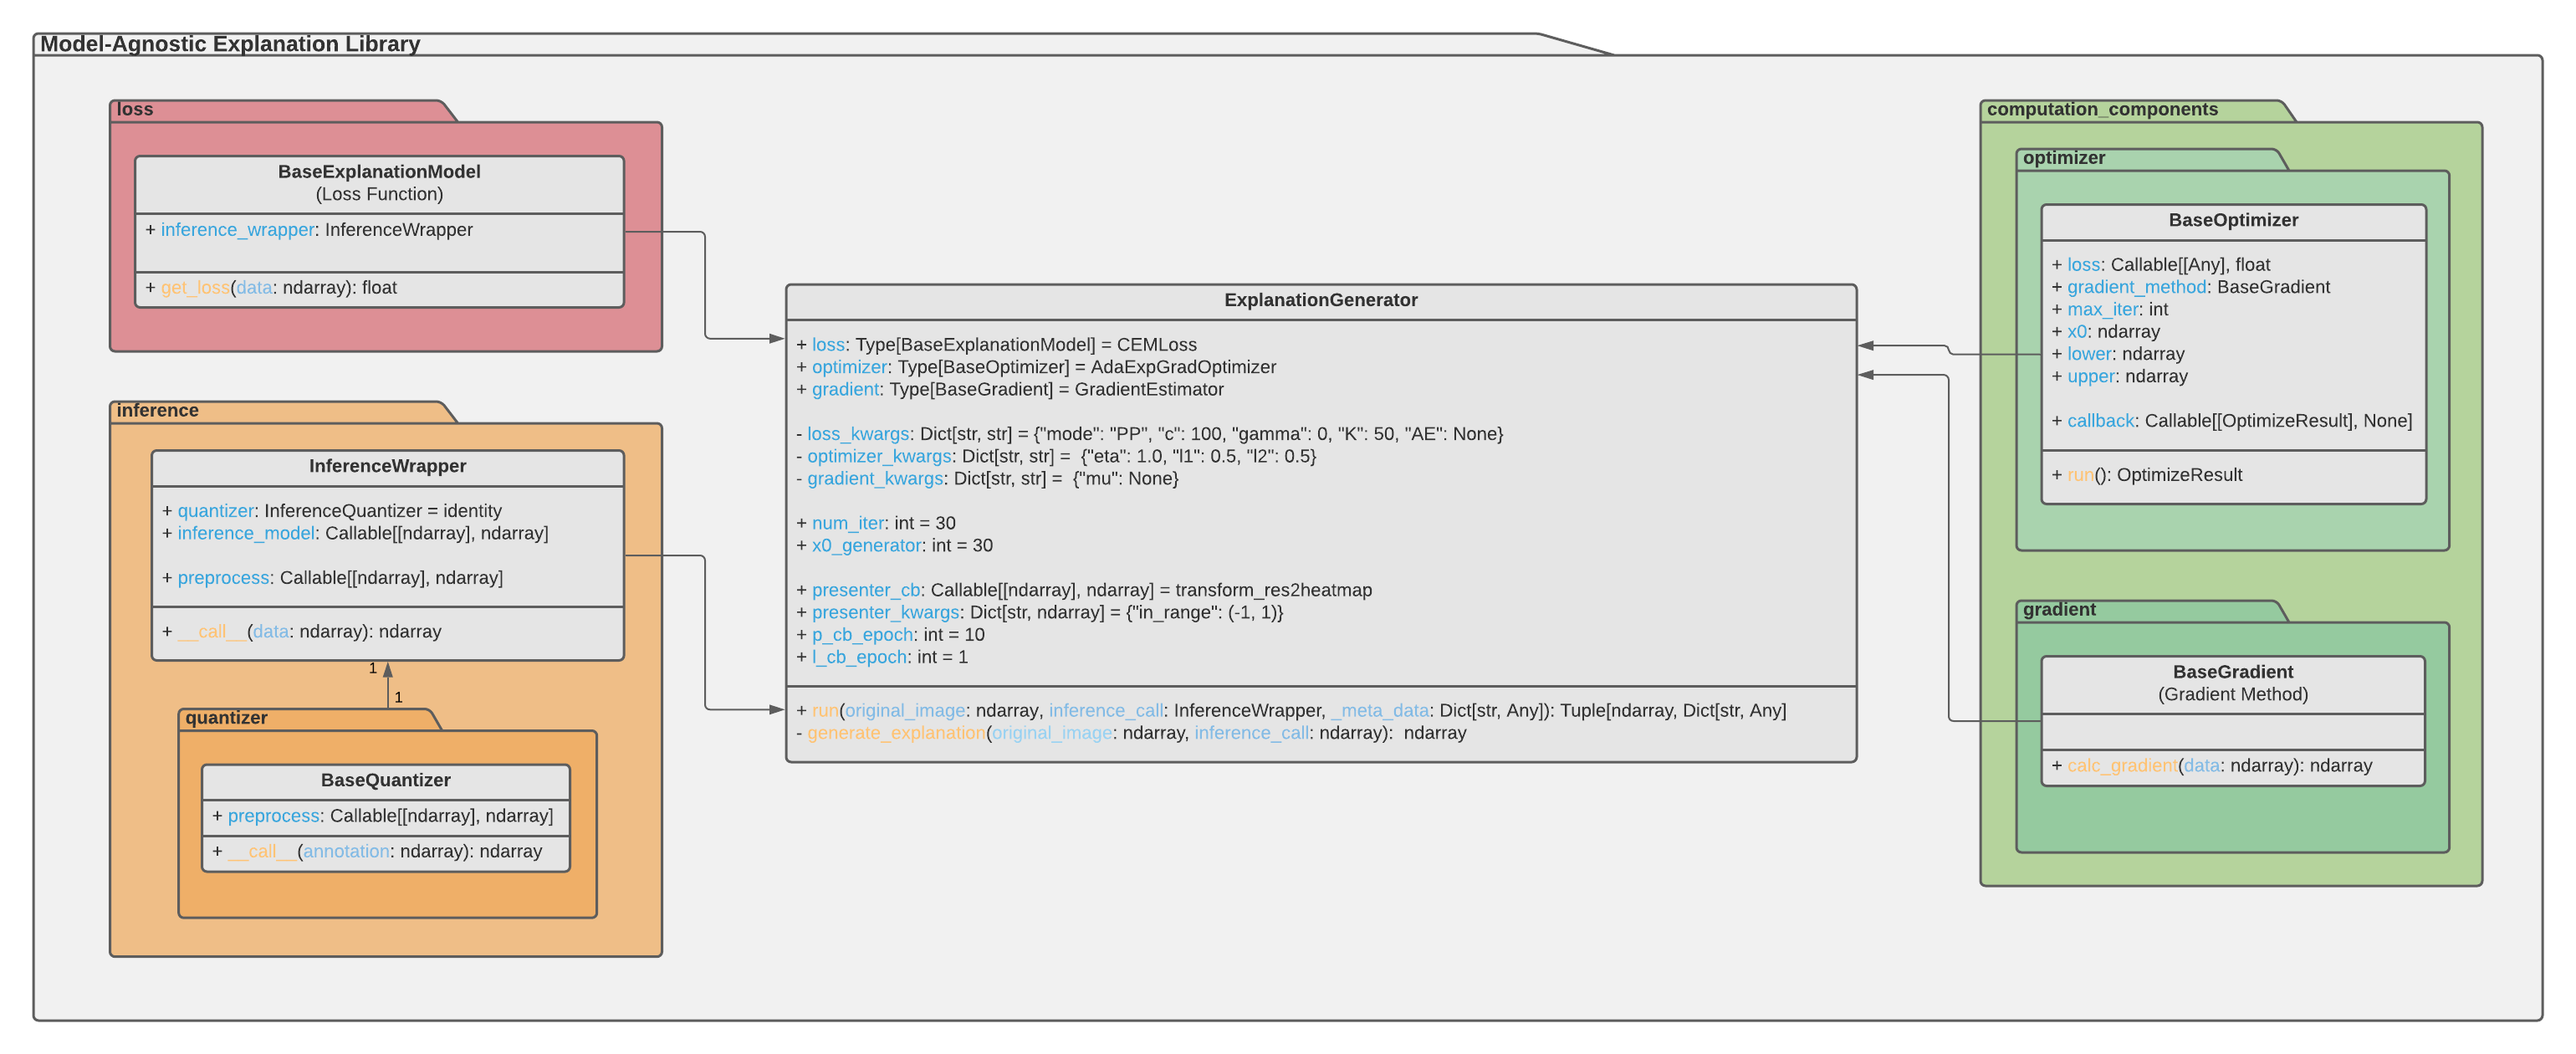 Model-Agnostic Explanation Library
loss
BaseExplanationModel
(Loss Function)
+ inference_wrapper: InferenceWrapper
+ get_loss(data: ndarray): float
inference
InferenceWrapper
+ quantizer: InferenceQuantizer = identity
+ inference_model: Callable[[ndarray], ndarray]
+ preprocess: Callable[[ndarray], ndarray]
+ __call__(data: ndarray): ndarray
1
1
quantizer
BaseQuantizer
+ preprocess: Callable[[ndarray], ndarray]
+ __call__(annotation: ndarray): ndarray
ExplanationGenerator
+ loss: Type[BaseExplanationModel] = CEMLoss
+ optimizer: Type[BaseOptimizer] = AdaExpGradOptimizer
+ gradient: Type[BaseGradient] = GradientEstimator
- loss_kwargs: Dict[str, str] = {"mode": "PP", "c": 100, "gamma": 0, "K": 50, "AE": None}
- optimizer_kwargs: Dict[str, str] =  {"eta": 1.0, "l1": 0.5, "l2": 0.5}
- gradient_kwargs: Dict[str, str] =  {"mu": None}
+ num_iter: int = 30
+ x0_generator: int = 30
+ presenter_cb: Callable[[ndarray], ndarray] = transform_res2heatmap
+ presenter_kwargs: Dict[str, ndarray] = {"in_range": (-1, 1)}
+ p_cb_epoch: int = 10
+ l_cb_epoch: int = 1
+ run(original_image: ndarray, inference_call: InferenceWrapper, _meta_data: Dict[str, Any]): Tuple[ndarray, Dict[str, Any]
- generate_explanation(original_image: ndarray, inference_call: ndarray):  ndarray
computation_components
optimizer
BaseOptimizer
+ loss: Callable[[Any], float
+ gradient_method: BaseGradient
+ max_iter: int
+ x0: ndarray
+ lower: ndarray
+ upper: ndarray
+ callback: Callable[[OptimizeResult], None]
+ run(): OptimizeResult
gradient
BaseGradient
(Gradient Method)
+ calc_gradient(data: ndarray): ndarray